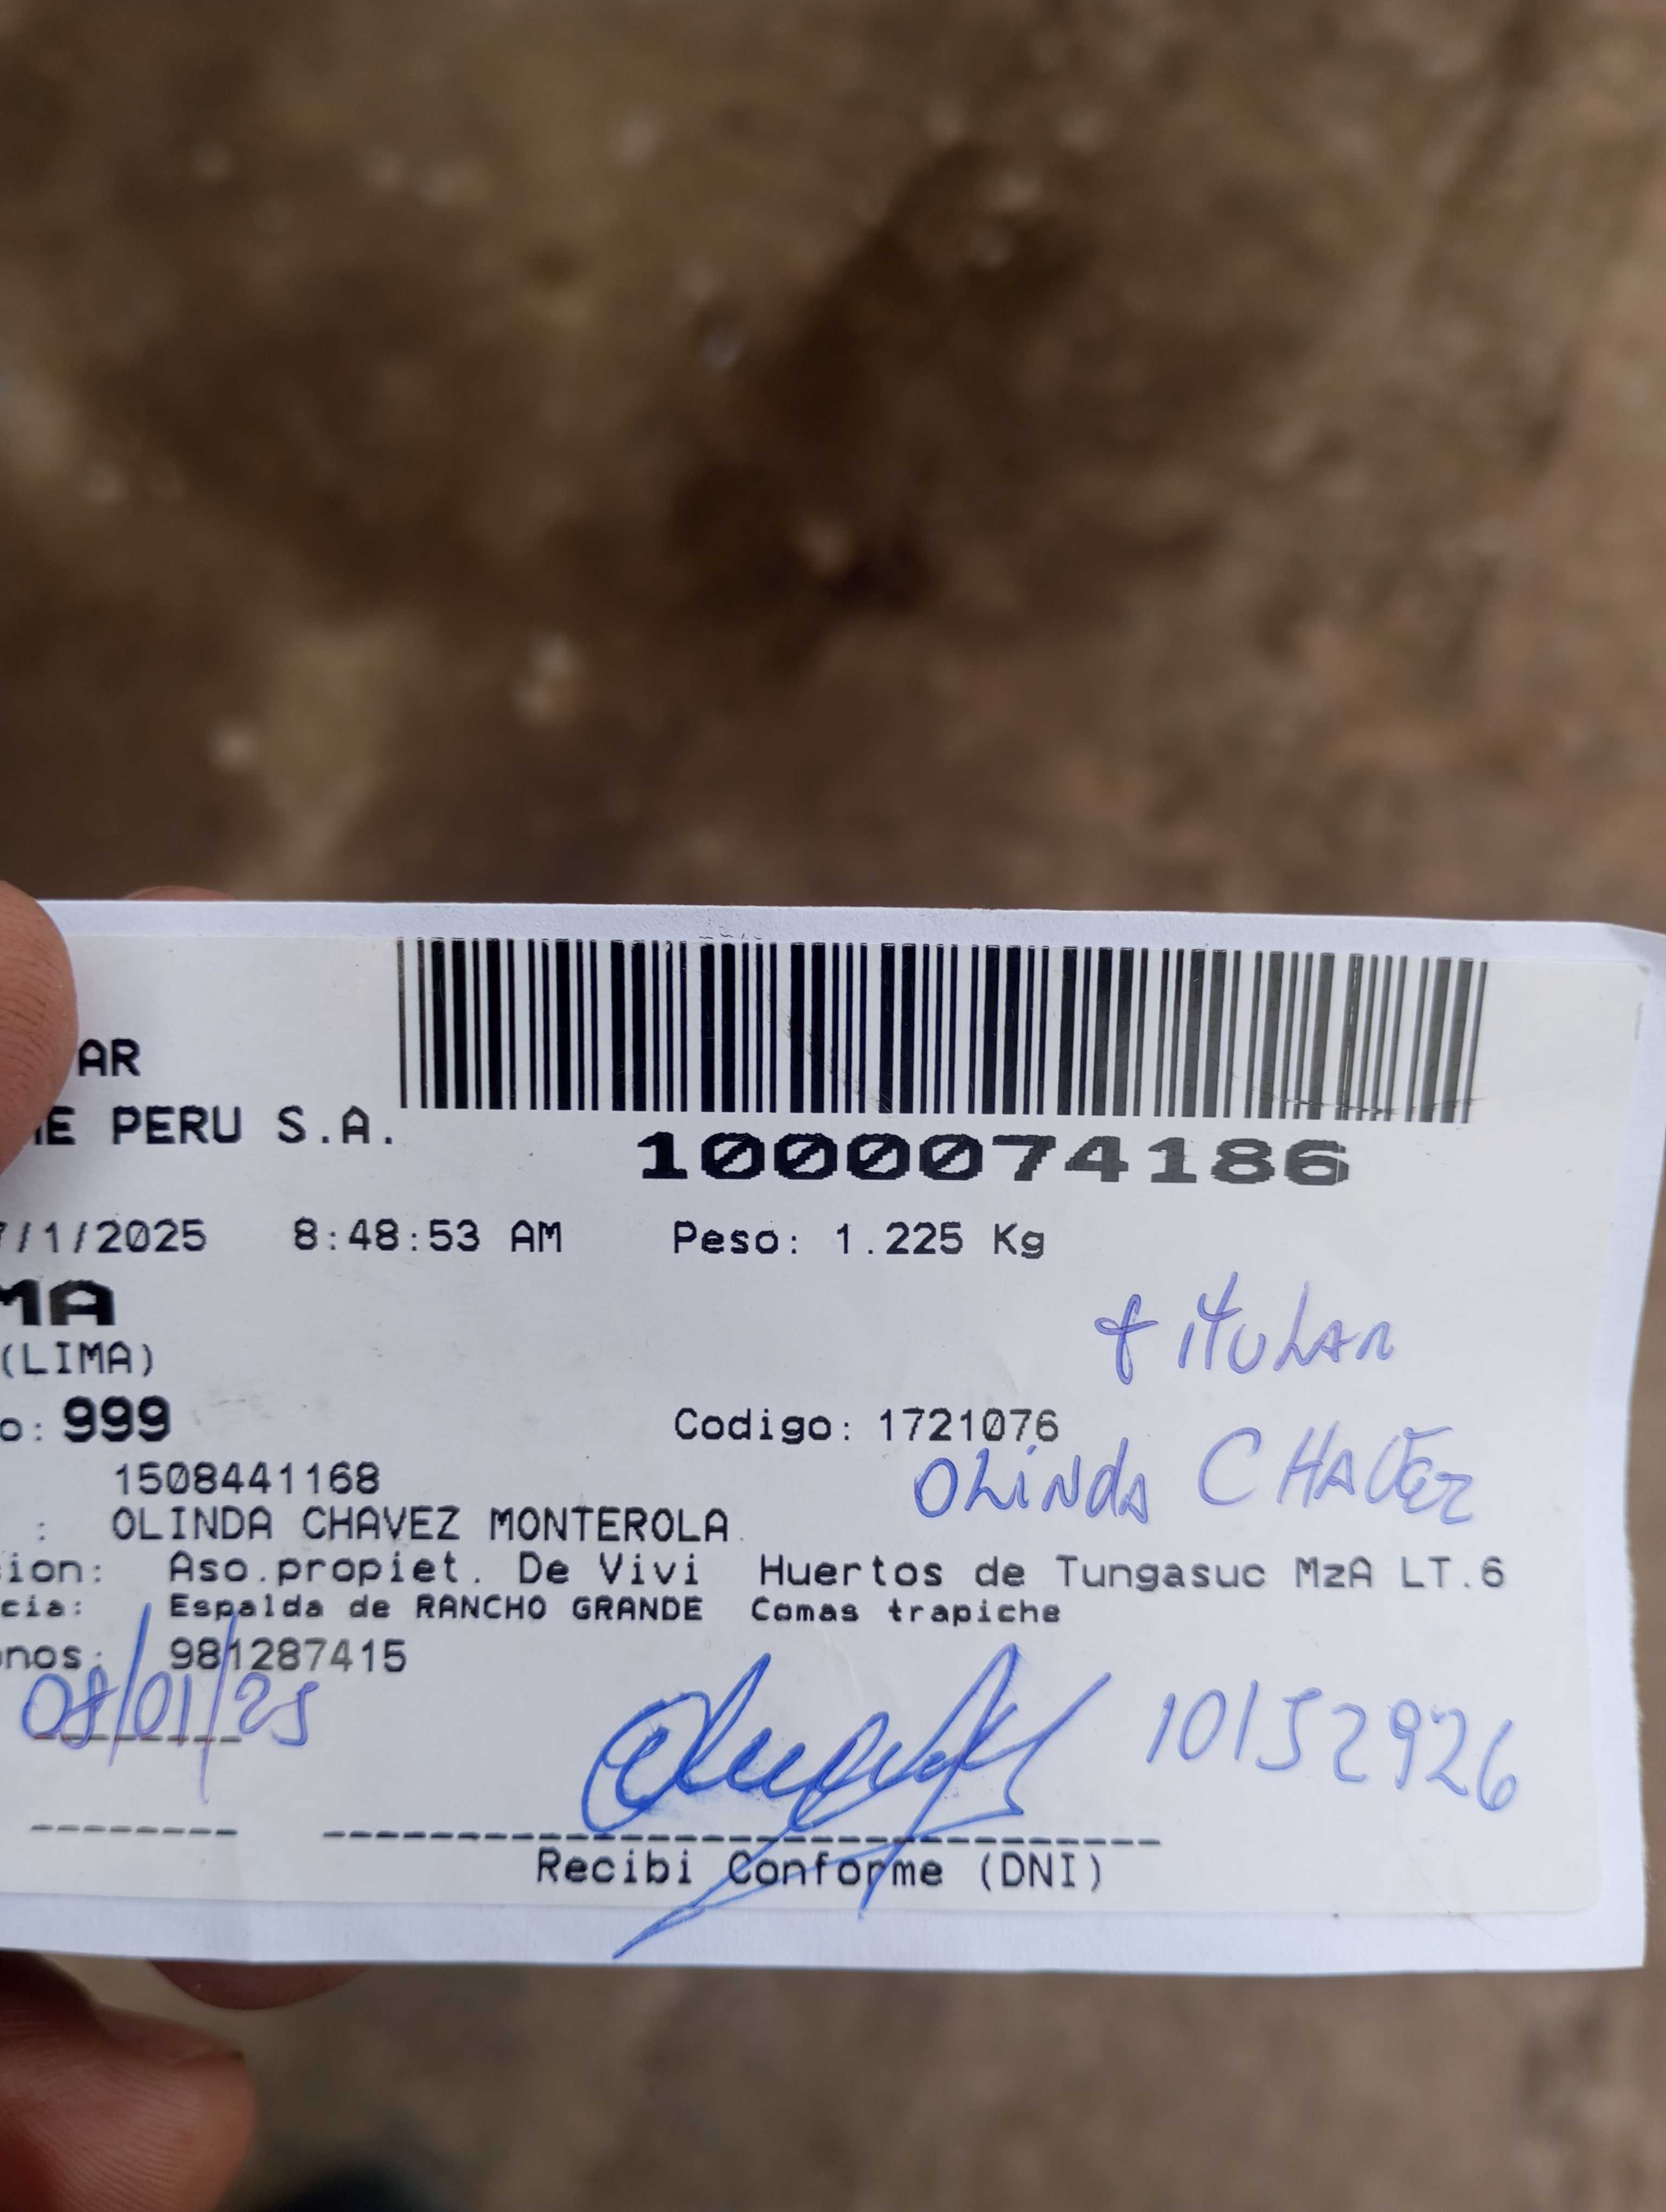 AR
E PERU S.A.
1000074186
/1/2025 8:48:53 AM Peso: 1.225 Kg
MA
(LIMA)
titular
o: 999 Codigo: 1721076
1508441168
Olinda CHAVEZ
: OLINDA CHAVEZ MONTEROLA
ion: Aso.propiet. De Vivi Huertos de Tungasuc MzA LT.6
cia: Espalda de RANCHO GRANDE Comas trapiche
nos: 981287415
08/01/25
10152926
Recibi Conforme (DNI)